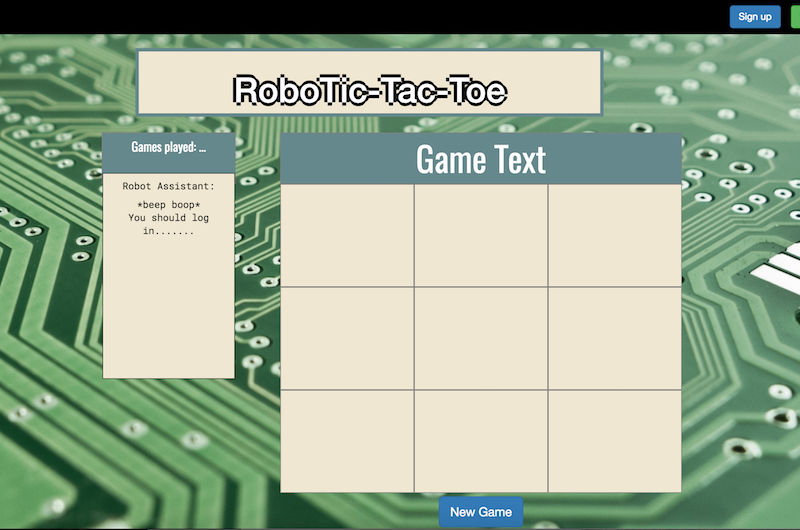 Sign up
RoboTic-Tac-Toe
Games played: ...
Robot Assistant:
*beep boop*
You should log
in.......
Game Text
New Game